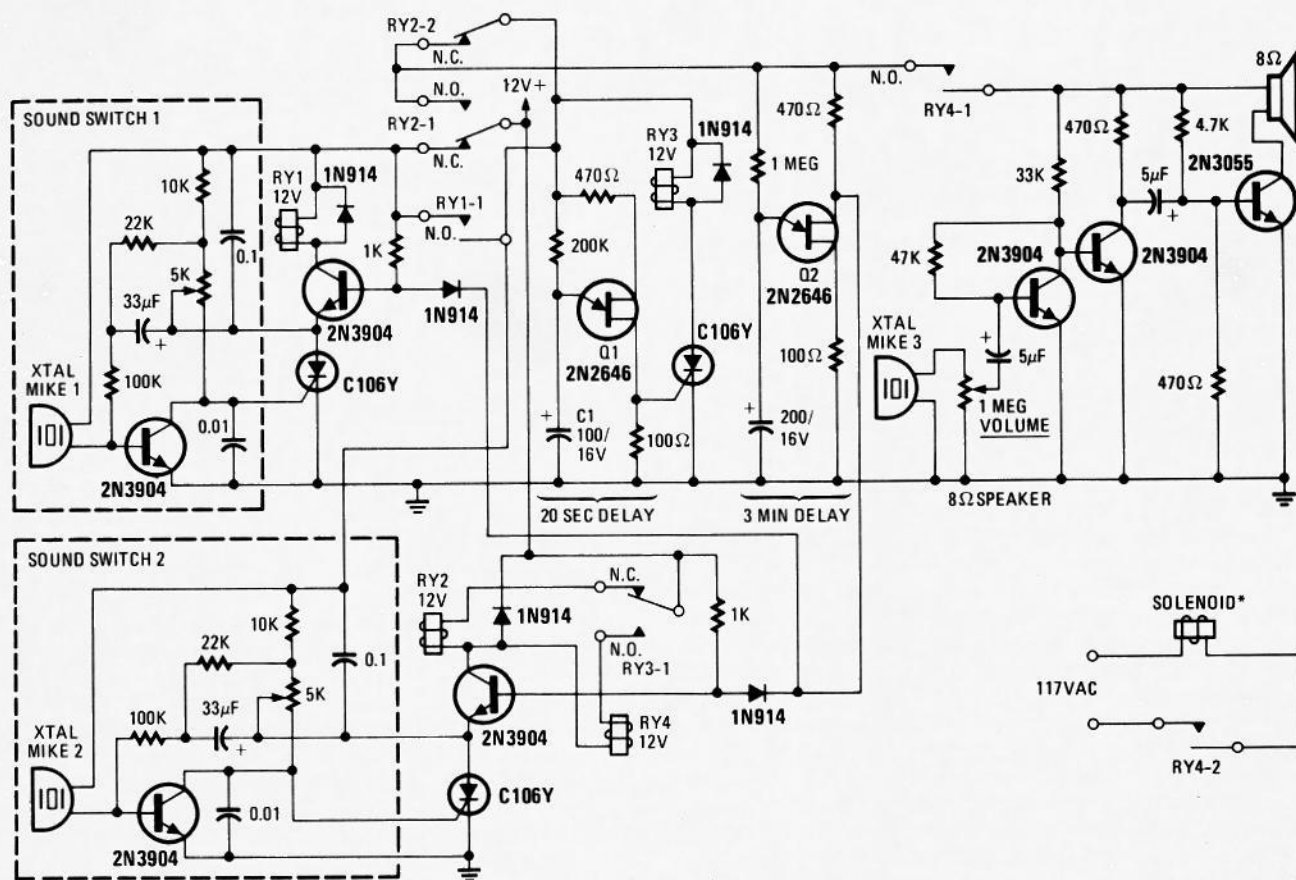 RY2-2
N.C.
N.O.
12V+
RY2-1
N.C.
SOUND SWITCH 1
10K
22K
5K
33µF
+
0.1
100K
XTAL
MIKE 1
2N3904
0.01
RY1
12V
1N914
RY1-1
N.O.
1K
2N3904
1N914
C106Y
470Ω
200K
Q1
2N2646
+
C1
100/
16V
100Ω
20 SEC DELAY
RY3
12V
1N914
C106Y
1 MEG
470Ω
Q2
2N2646
100Ω
+
200/
16V
3 MIN DELAY
N.O.
RY4-1
8Ω
470Ω
4.7K
33K
5µF
+
2N3055
47K
2N3904
2N3904
XTAL
MIKE 3
+
5µF
1 MEG
VOLUME
470Ω
8Ω SPEAKER
SOUND SWITCH 2
10K
22K
5K
0.1
100K
33µF
+
XTAL
MIKE 2
2N3904
0.01
RY2
12V
1N914
N.C.
N.O.
RY3-1
1K
2N3904
RY4
12V
1N914
C106Y
SOLENOID*
117VAC
RY4-2